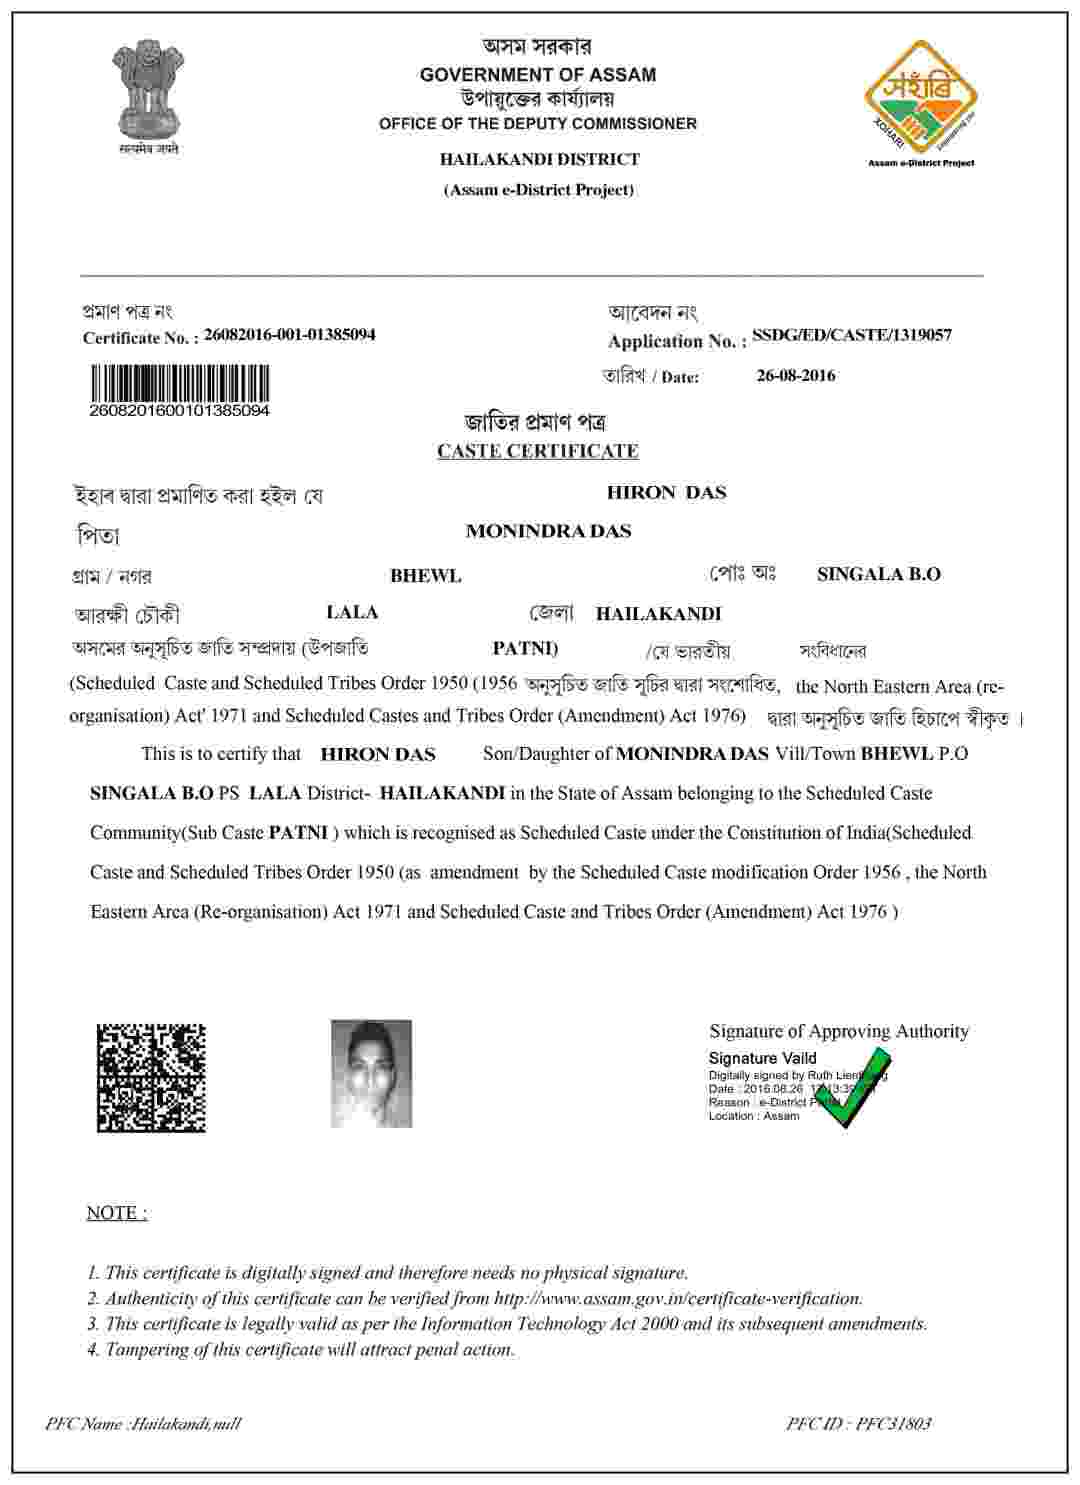 অসম সরকার
GOVERNMENT OF ASSAM
উপায়ুক্তের কাৰ্য্যালয়
OFFICE OF THE DEPUTY COMMISSIONER
HAILAKANDI DISTRICT
(Assam e-District Project)
सत्यमेव जयते
সহাঁৰি
XOHARI
Assam e-District Project
প্রমাণ পত্র নং
Certificate No. : 26082016-001-01385094
আবেদন নং
Application No. : SSDG/ED/CASTE/1319057
260820160010138 5094
তারিখ / Date: 26-08-2016
জাতির প্রমাণ পত্র
CASTE CERTIFICATE
ইহাৰ দ্বারা প্রমাণিত করা হইল যে HIRON DAS
পিতা MONINDRA DAS
গ্রাম / নগর BHEWL পোঃ অঃ SINGALA B.O
আরক্ষী চৌকী LALA জেলা HAILAKANDI
অসমের অনুসূচিত জাতি সম্প্রদায় (উপজাতি PATNI) /যে ভারতীয় সংবিধানের
(Scheduled Caste and Scheduled Tribes Order 1950 (1956 অনুসূচিত জাতি সূচির দ্বারা সংশোধিত, the North Eastern Area (re-
organisation) Act' 1971 and Scheduled Castes and Tribes Order (Amendment) Act 1976) দ্বারা অনুসূচিত জাতি হিচাপে স্বীকৃত ।
This is to certify that HIRON DAS Son/Daughter of MONINDRA DAS Vill/Town BHEWL P.O
SINGALA B.O PS LALA District- HAILAKANDI in the State of Assam belonging to the Scheduled Caste
Community(Sub Caste PATNI ) which is recognised as Scheduled Caste under the Constitution of India(Scheduled
Caste and Scheduled Tribes Order 1950 (as amendment by the Scheduled Caste modification Order 1956 , the North
Eastern Area (Re-organisation) Act 1971 and Scheduled Caste and Tribes Order (Amendment) Act 1976 )
Signature of Approving Authority
Signature Vaild
Digitally signed by Ruth
Date : 2016.08.26
Reason : e-District
Location : Assam
NOTE :
1. This certificate is digitally signed and therefore needs no physical signature.
2. Authenticity of this certificate can be verified from http://www.assam.gov.in/certificate-verification.
3. This certificate is legally valid as per the Information Technology Act 2000 and its subsequent amendments.
4. Tampering of this certificate will attract penal action.
PFC Name :Hailakandi,null PFC ID : PFC31803